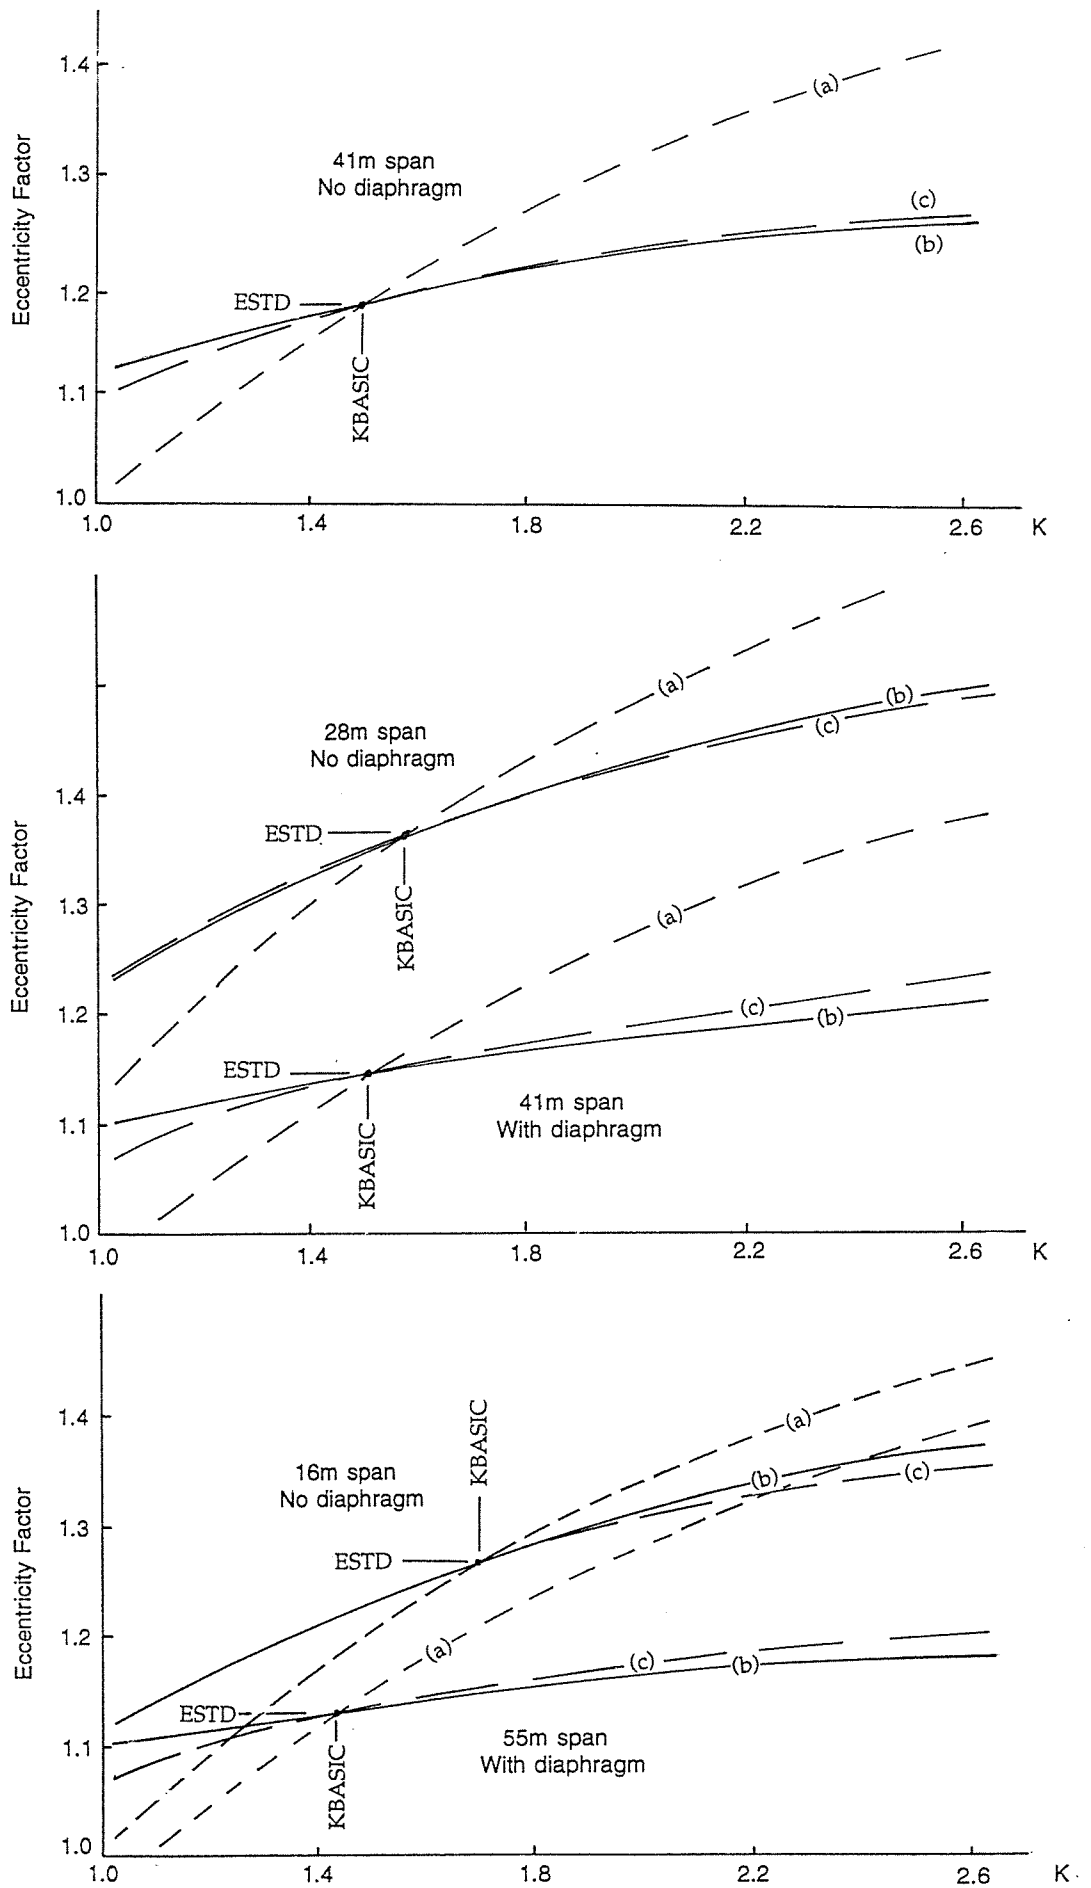 1.4
1.3
1.2
1.1
1.0
Eccentricity Factor
41m span
No diaphragm
(a)
(c)
(b)
ESTD
KBASIC
1.0
1.4
1.8
2.2
2.6
K
1.4
1.3
1.2
1.1
1.0
Eccentricity Factor
28m span
No diaphragm
(a)
(b)
(c)
ESTD
KBASIC
(a)
(c)
(b)
ESTD
KBASIC
41m span
With diaphragm
1.0
1.4
1.8
2.2
2.6
K
1.4
1.3
1.2
1.1
1.0
Eccentricity Factor
16m span
No diaphragm
KBASIC
ESTD
(a)
(b)
(c)
(a)
(c)
(b)
ESTD
KBASIC
55m span
With diaphragm
1.0
1.4
1.8
2.2
2.6
K